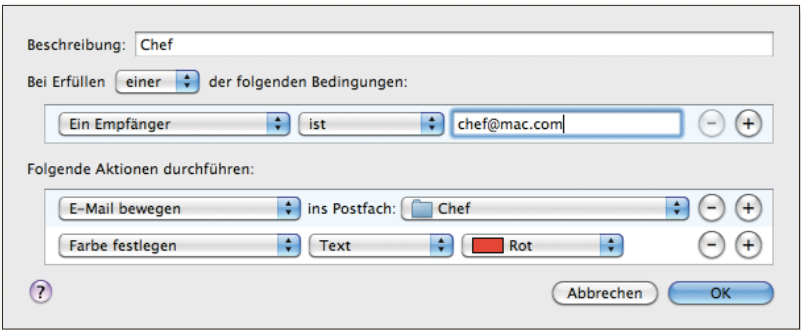 Beschreibung: Chef
Bei Erfüllen einer der folgenden Bedingungen:
Ein Empfänger ist chef@mac.com − +
Folgende Aktionen durchführen:
E-Mail bewegen ins Postfach: Chef − +
Farbe festlegen Text Rot − +
? Abbrechen OK